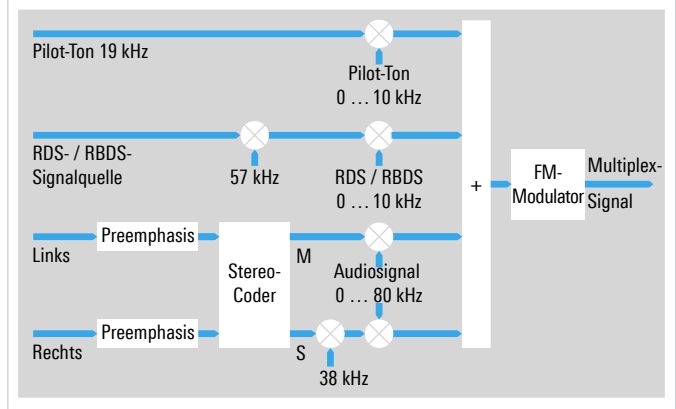 Pilot-Ton 19 kHz
Pilot-Ton
0 … 10 kHz
RDS- / RBDS-
Signalquelle
57 kHz
RDS / RBDS
0 … 10 kHz
+
FM-
Modulator
Multiplex-
Signal
Links
Preemphasis
Stereo-
Coder
M
Audiosignal
0 … 80 kHz
Rechts
Preemphasis
S
38 kHz